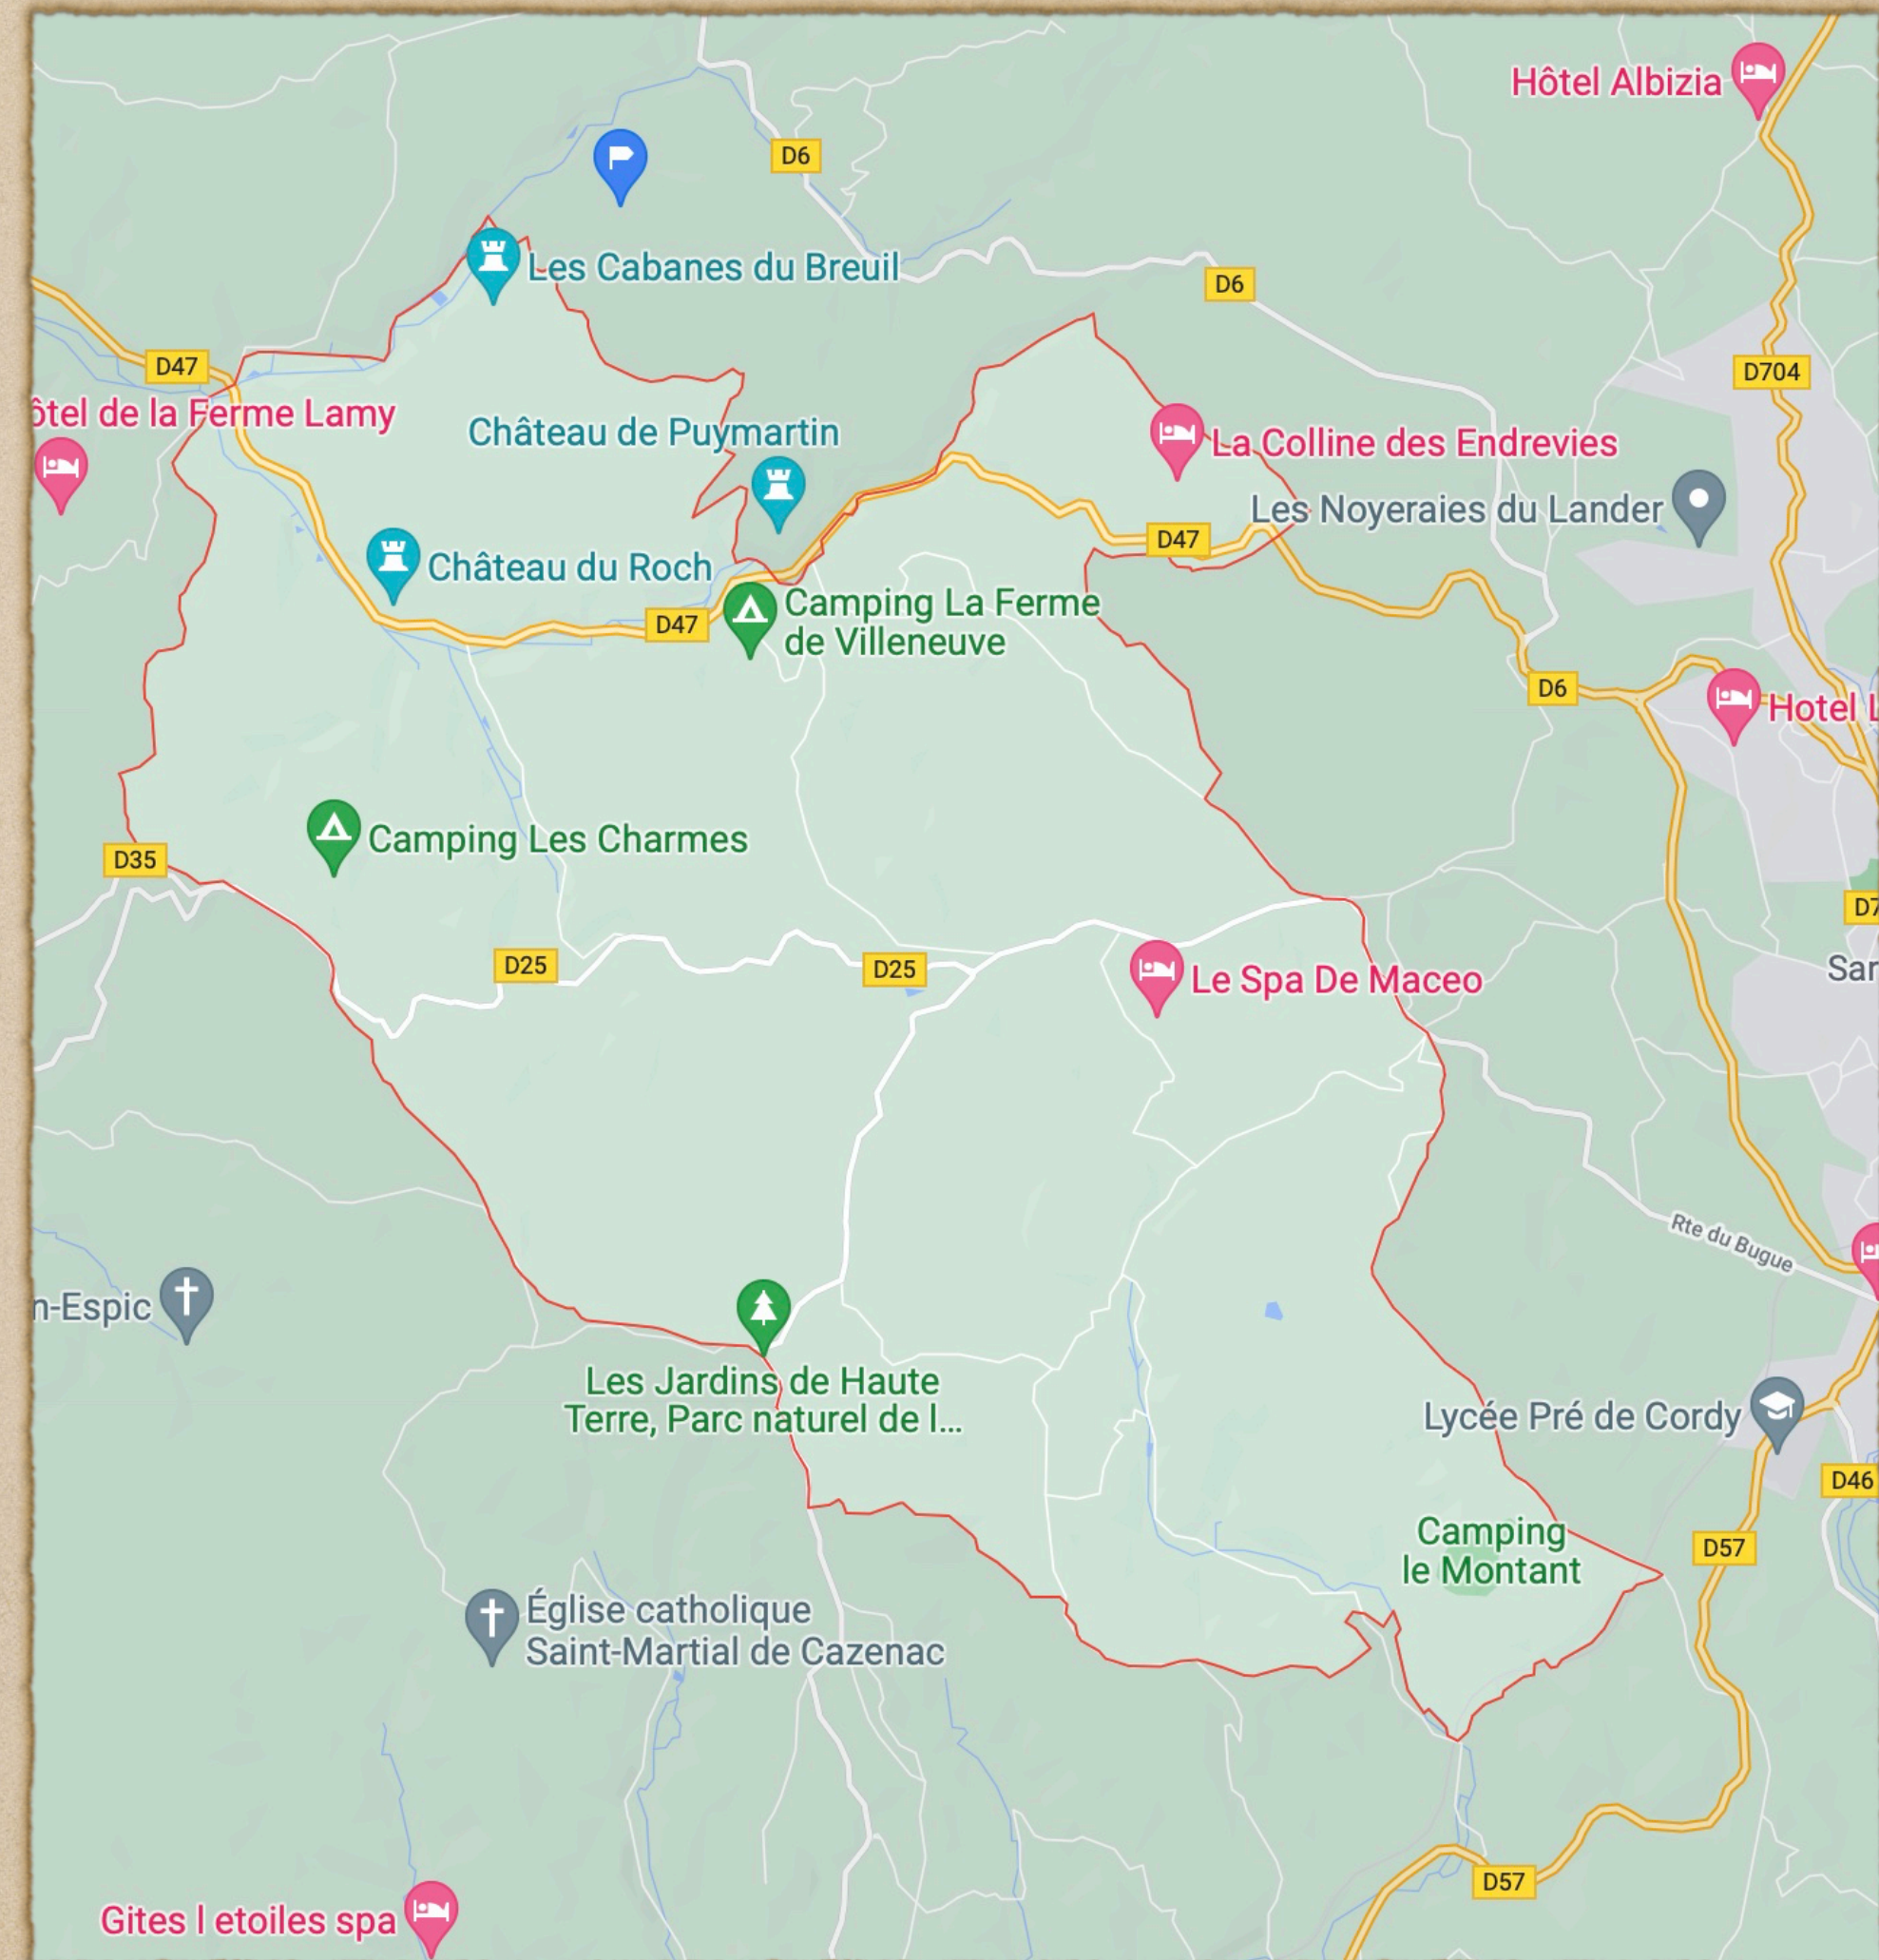 Hôtel Albizia
D6
Les Cabanes du Breuil
D6
D47
D704
ôtel de la Ferme Lamy
Château de Puymartin
La Colline des Endrevies
Les Noyeraies du Lander
D47
Château du Roch
Camping La Ferme
de Villeneuve
D47
D6
Hotel L
Camping Les Charmes
D35
D7
D25
D25
Le Spa De Maceo
Sar
Rte du Bugue
n-Espic
Les Jardins de Haute
Terre, Parc naturel de l...
Lycée Pré de Cordy
D46
Camping
le Montant
D57
Église catholique
Saint-Martial de Cazenac
D57
Gites l etoiles spa